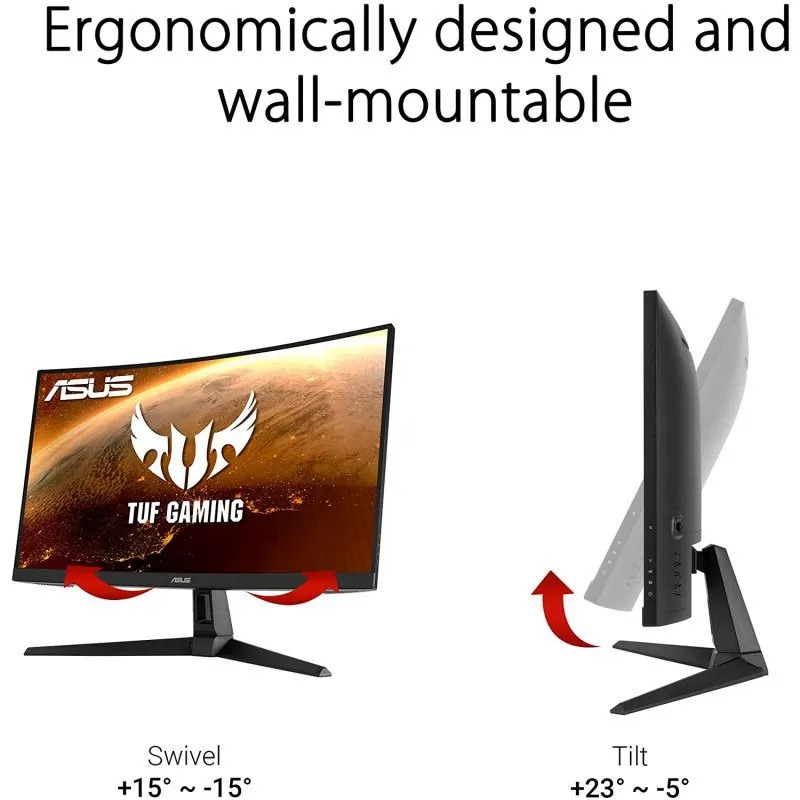 Ergonomically designed and
wall-mountable
ASUS
TUF GAMING
ASUS
Swivel
+15° ~ -15°
Tilt
+23° ~ -5°